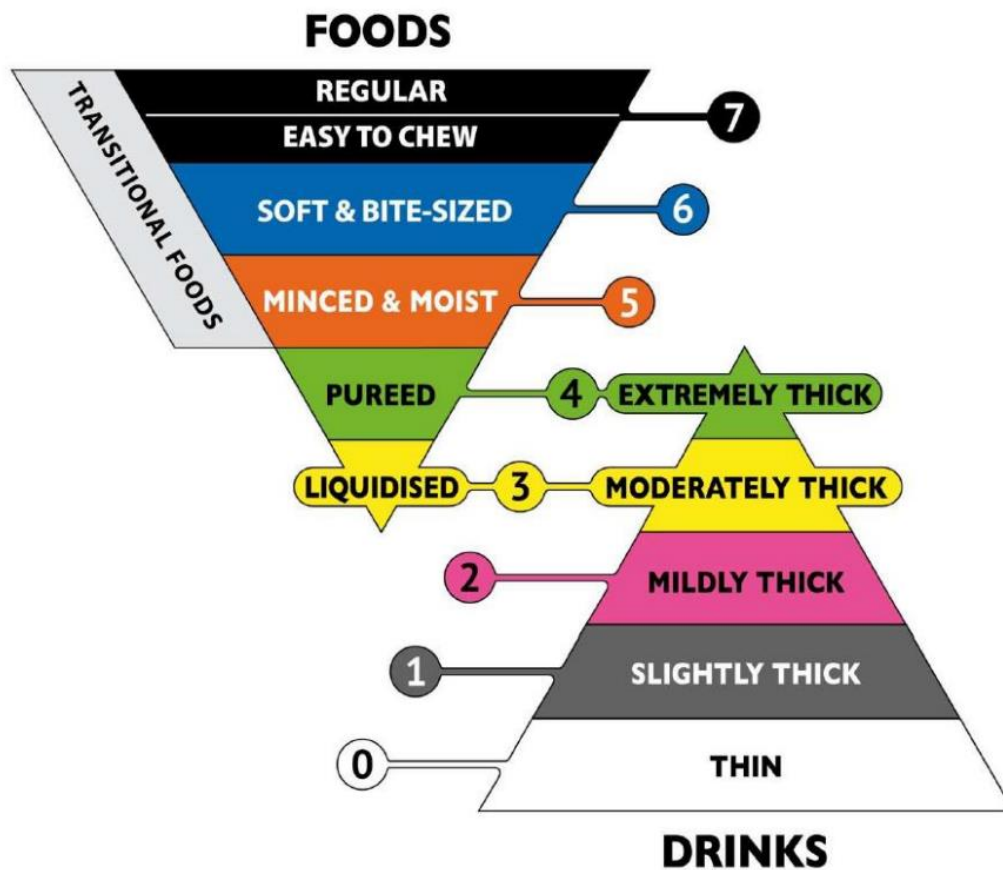 FOODS
REGULAR
EASY TO CHEW
7
TRANSITIONAL FOODS
SOFT & BITE-SIZED
6
MINCED & MOIST
5
PUREED
4
EXTREMELY THICK
LIQUIDISED
3
MODERATELY THICK
2
MILDLY THICK
1
SLIGHTLY THICK
0
THIN
DRINKS